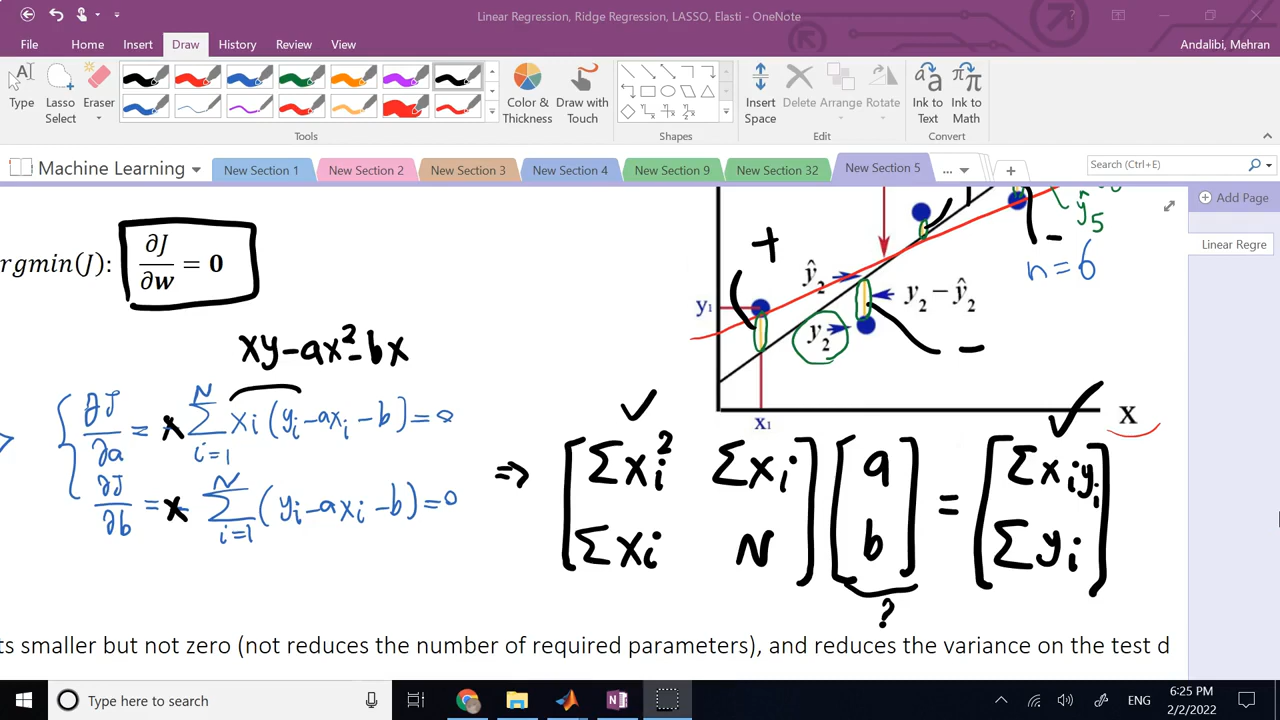 Linear Regression, Ridge Regression, LASSO, Elasti - OneNote
File Home Insert Draw History Review View Andalibi, Mehran
Type Lasso Select Eraser Color & Thickness Draw with Touch Insert Space Delete Arrange Rotate Ink to Text Ink to Math
Tools Shapes Edit Convert
Machine Learning New Section 1 New Section 2 New Section 3 New Section 4 New Section 9 New Section 32 New Section 5 ... Search (Ctrl+E)
Add Page
Linear Regre
rgmin(J): ∂J/∂w = 0
+
ŷ5
−
n = 6
ŷ2
y2 − ŷ2
y1
y2
−
xy − ax² − bx
x1
X
∂J/∂a = Σ_{i=1}^{N} xi (yi − axi − b) = 0
∂J/∂b = Σ_{i=1}^{N} (yi − axi − b) = 0
⇒ [Σxi² Σxi] [a] = [Σxiyi]
[Σxi N] [b] [Σyi]
?
ts smaller but not zero (not reduces the number of required parameters), and reduces the variance on the test d
Type here to search
ENG
6:25 PM
2/2/2022